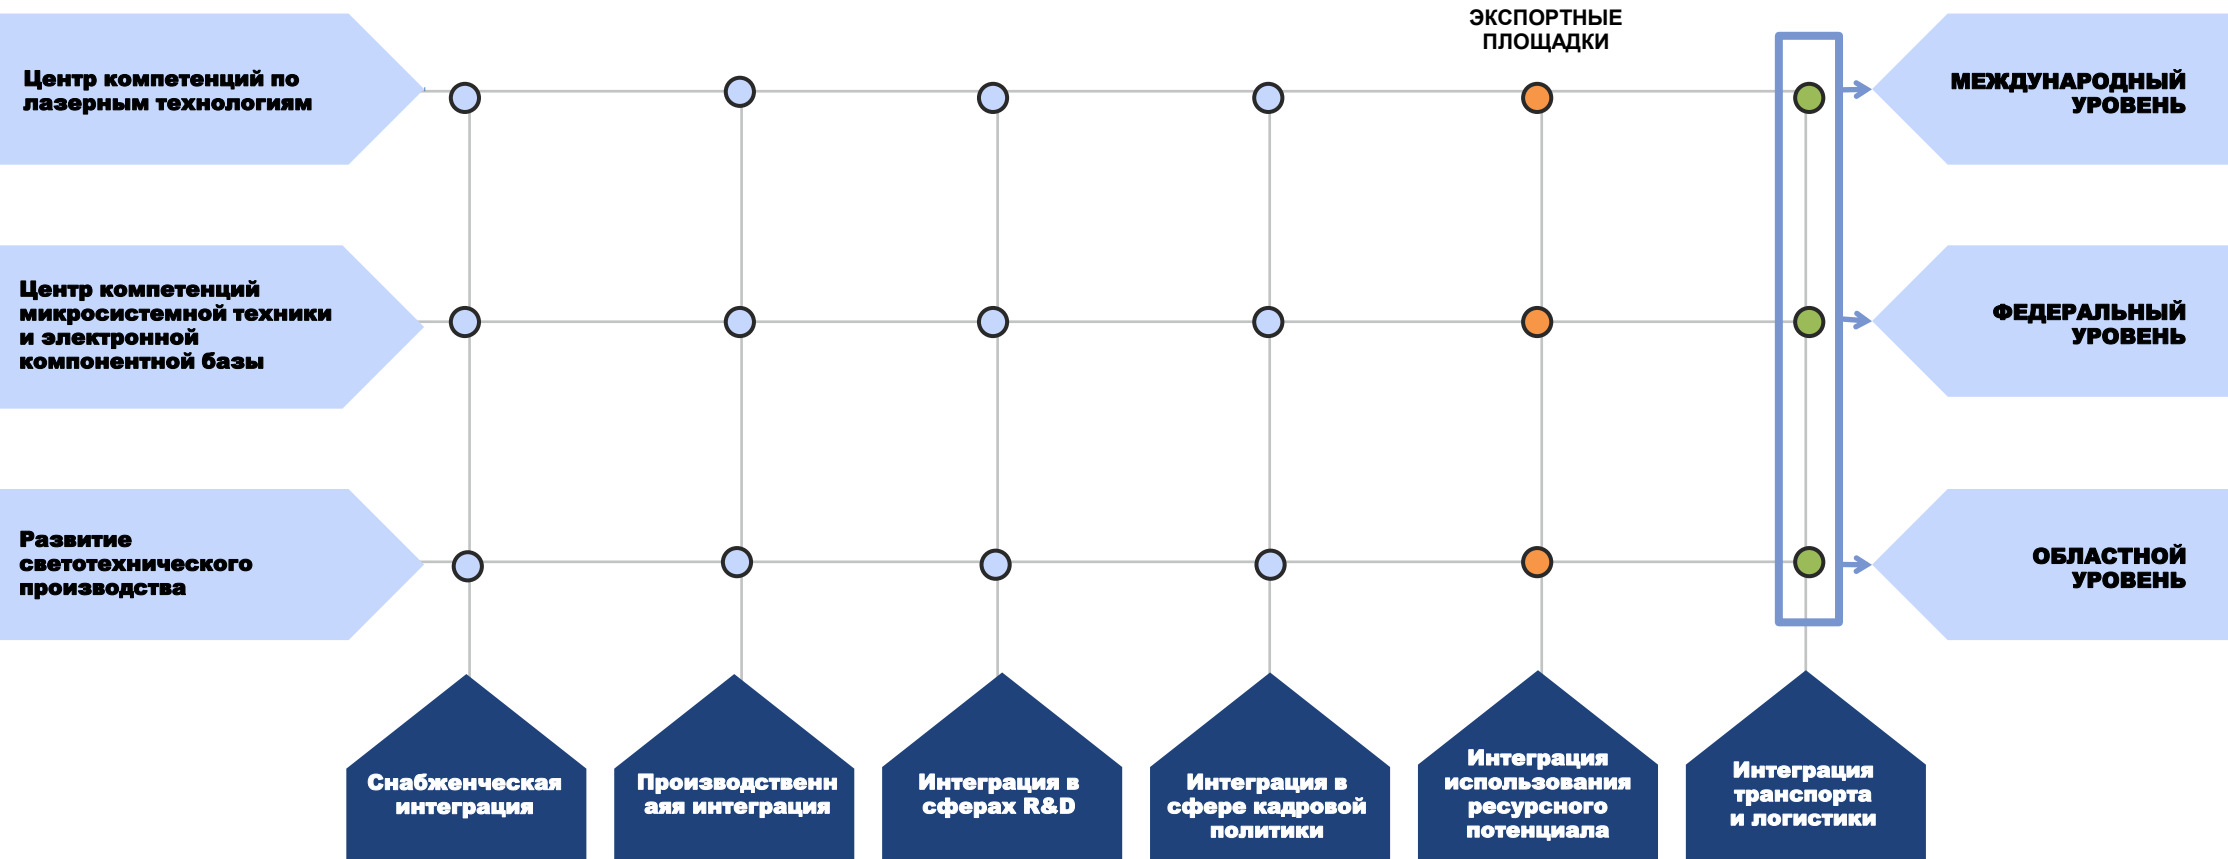 ЭКСПОРТНЫЕ
ПЛОЩАДКИ
Центр компетенций по
лазерным технологиям
МЕЖДУНАРОДНЫЙ
УРОВЕНЬ
Центр компетенций
микросистемной техники
и электронной
компонентной базы
ФЕДЕРАЛЬНЫЙ
УРОВЕНЬ
Развитие
светотехнического
производства
ОБЛАСТНОЙ
УРОВЕНЬ
Снабженческая
интеграция
Производственн
аяя интеграция
Интеграция в
сферах R&D
Интеграция в
сфере кадровой
политики
Интеграция
использования
ресурсного
потенциала
Интеграция
транспорта
и логистики